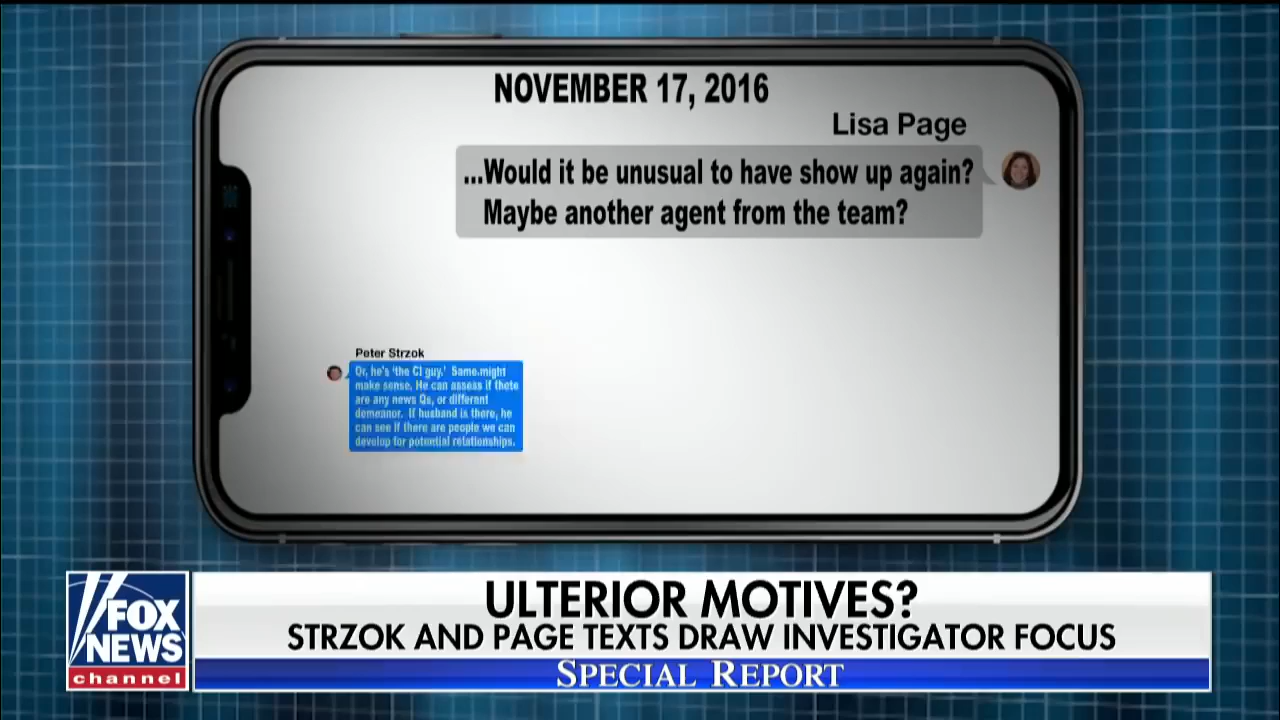 NOVEMBER 17, 2016
Lisa Page
...Would it be unusual to have show up again?
Maybe another agent from the team?
Peter Strzok
Or, he's 'the CI guy.' Same.might
make sense. He can assess if there
are any news Qs, or different
demeanor. If husband is there, he
can see if there are people we can
develop for potential relationships.
ULTERIOR MOTIVES?
STRZOK AND PAGE TEXTS DRAW INVESTIGATOR FOCUS
SPECIAL REPORT
FOX
NEWS
channel